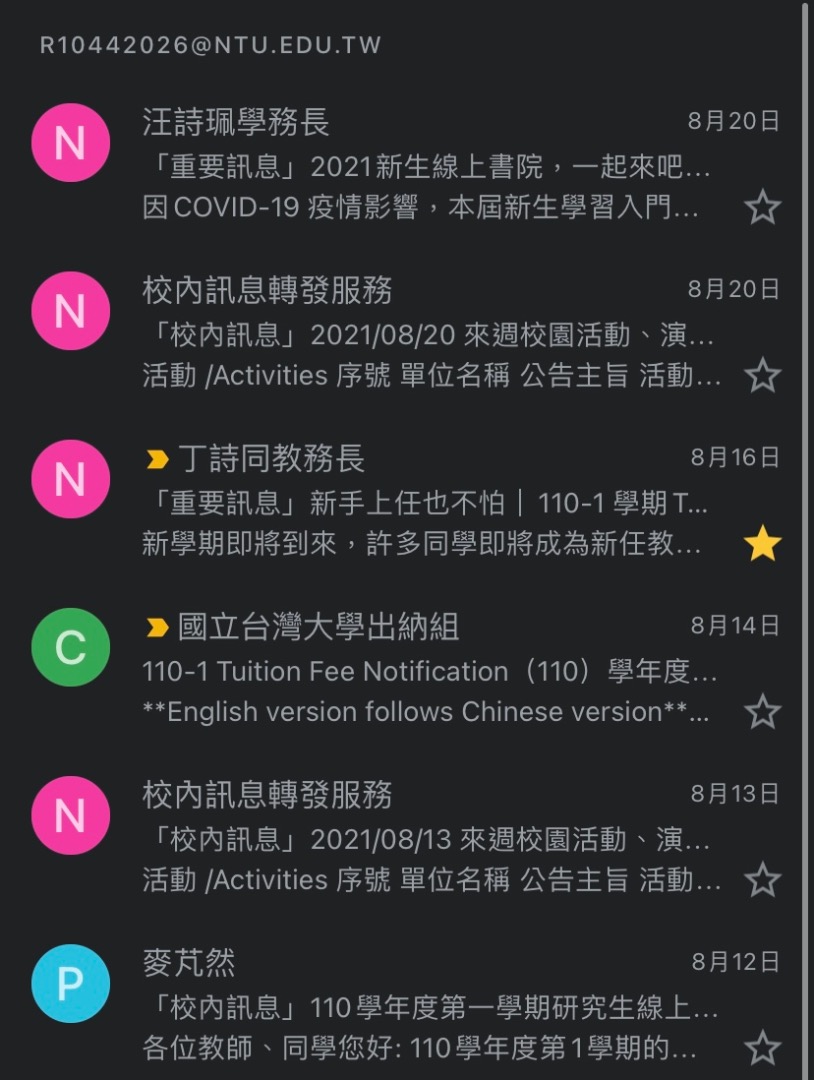 R10442026@NTU.EDU.TW
N
汪詩珮學務長
8月20日
「重要訊息」2021新生線上書院，一起來吧…
因COVID-19 疫情影響，本屆新生學習入門…
N
校內訊息轉發服務
8月20日
「校內訊息」2021/08/20 來週校園活動、演…
活動 /Activities 序號 單位名稱 公告主旨 活動…
N
丁詩同教務長
8月16日
「重要訊息」新手上任也不怕｜ 110-1 學期T…
新學期即將到來，許多同學即將成為新任教…
C
國立台灣大學出納組
8月14日
110-1 Tuition Fee Notification（110）學年度…
**English version follows Chinese version**…
N
校內訊息轉發服務
8月13日
「校內訊息」2021/08/13 來週校園活動、演…
活動 /Activities 序號 單位名稱 公告主旨 活動…
P
麥芃然
8月12日
「校內訊息」110學年度第一學期研究生線上…
各位教師、同學您好: 110學年度第1學期的…